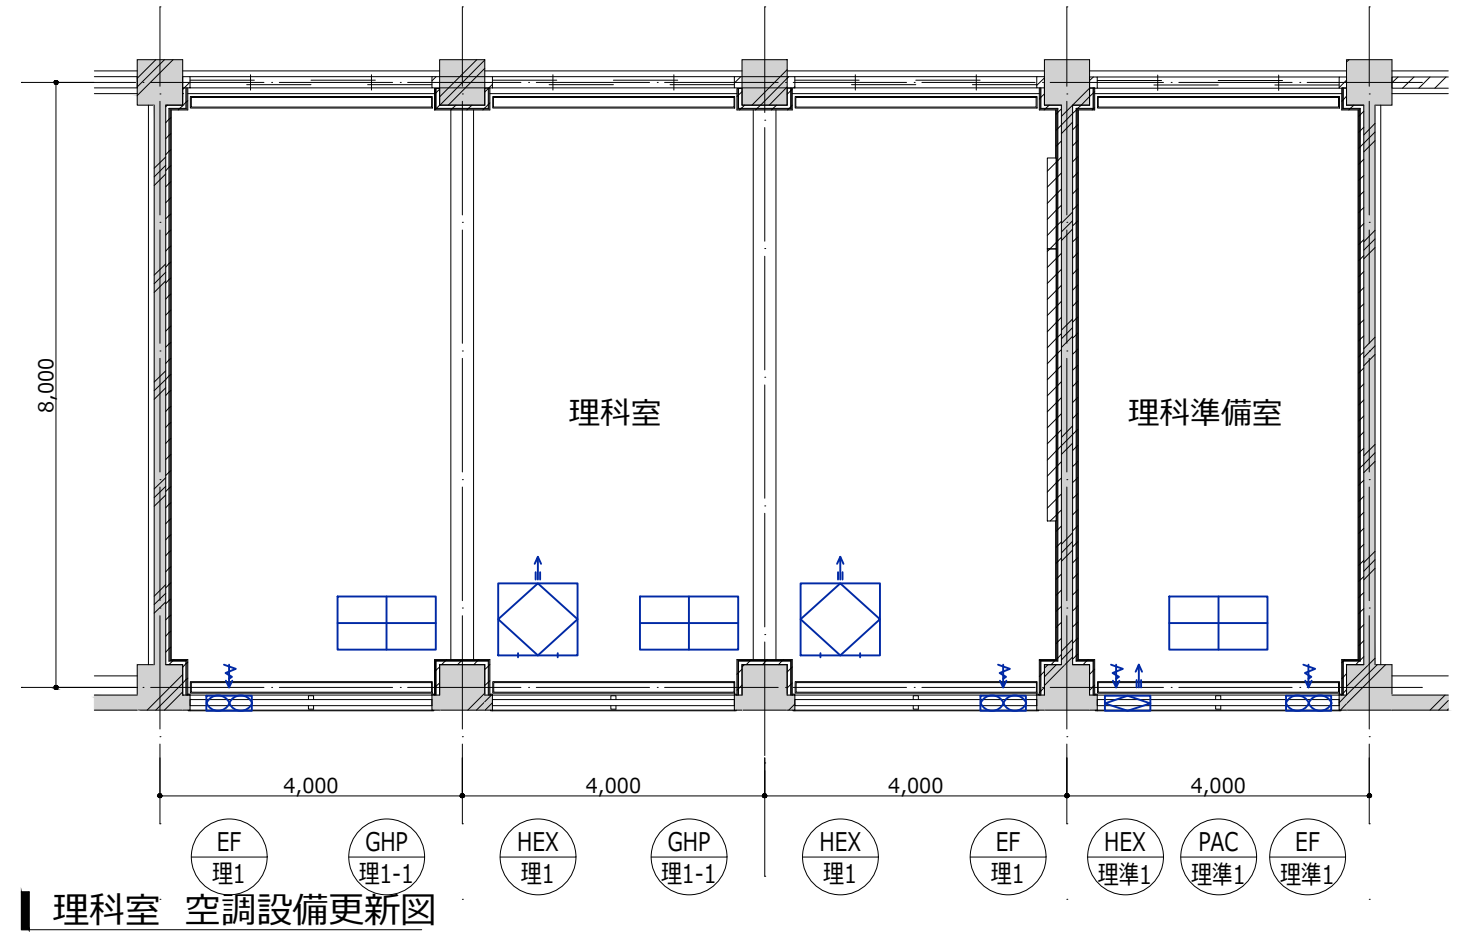 8,000
理科室
理科準備室
4,000
4,000
4,000
4,000
EF
理1
GHP
理1-1
HEX
理1
GHP
理1-1
HEX
理1
EF
理1
HEX
理準1
PAC
理準1
EF
理準1
理科室 空調設備更新図